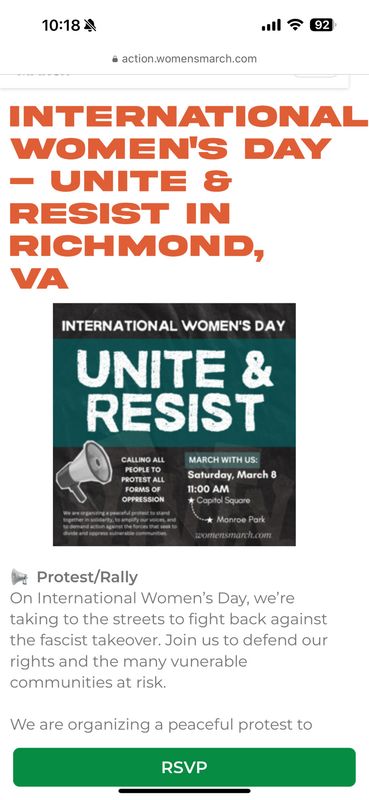 10:18
92
action.womensmarch.com
INTERNATIONAL
WOMEN'S DAY
– UNITE &
RESIST IN
RICHMOND,
VA
INTERNATIONAL WOMEN'S DAY
UNITE &
RESIST
CALLING ALL
PEOPLE TO
PROTEST ALL
FORMS OF
OPPRESSION
We are organizing a peaceful protest to stand
together in solidarity, to amplify our voices, and
to demand action against the forces that seek to
divide and oppress vulnerable communities.
MARCH WITH US:
Saturday, March 8
11:00 AM
Capitol Square
Monroe Park
womensmarch.com
Protest/Rally
On International Women's Day, we're
taking to the streets to fight back against
the fascist takeover. Join us to defend our
rights and the many vunerable
communities at risk.
We are organizing a peaceful protest to
RSVP